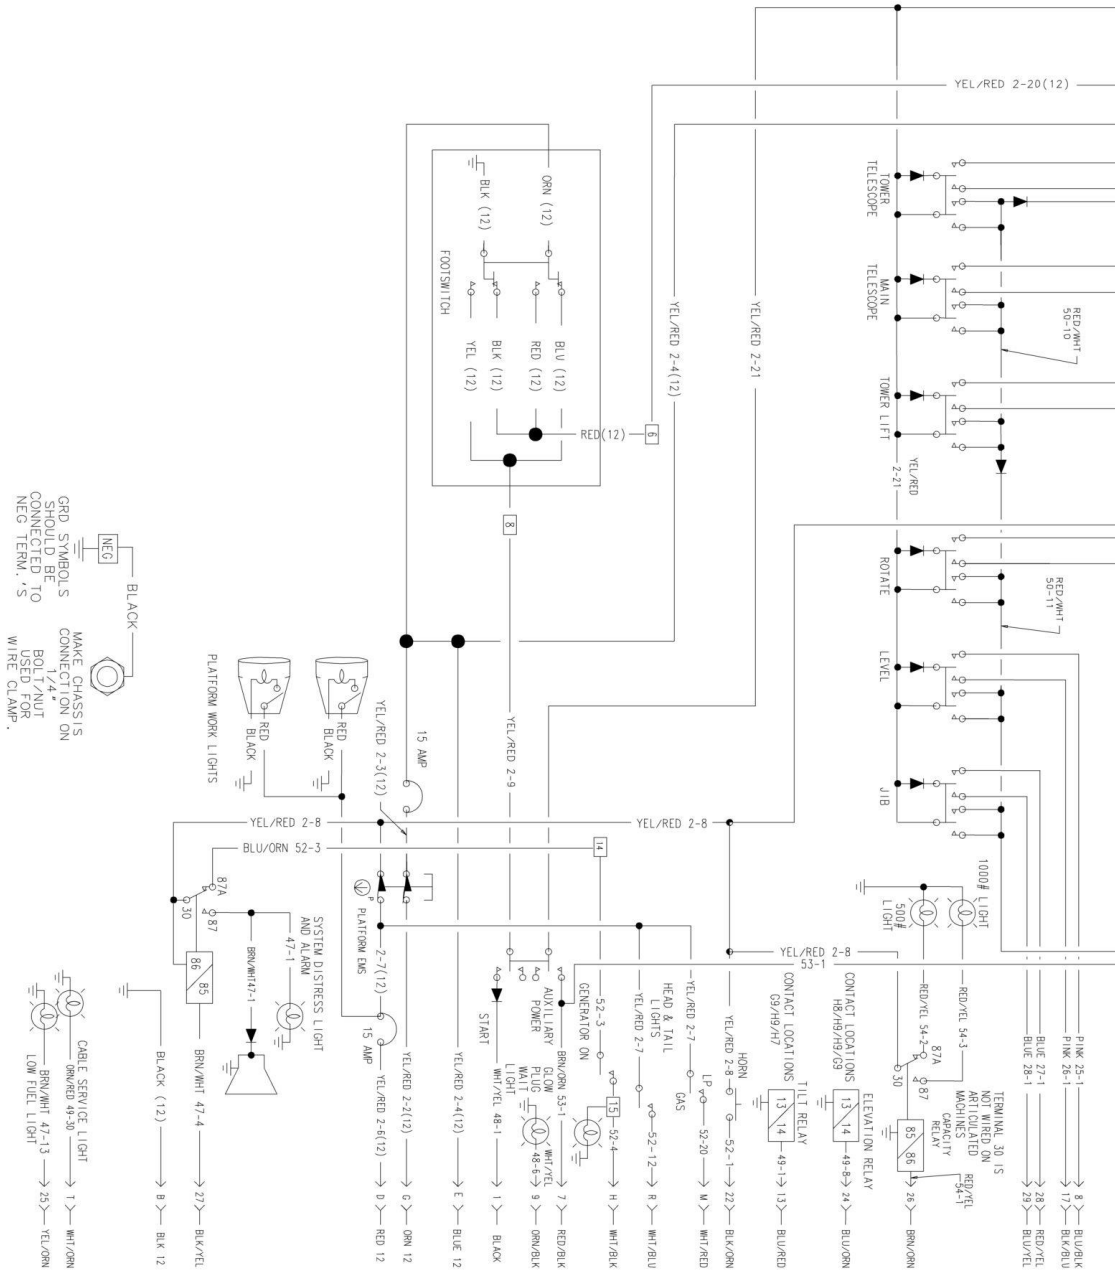 YEL/RED 2-20(12)
TOWER
TELESCOPE
MAIN
TELESCOPE
RED/WHT
50-10
TOWER LIFT
YEL/RED
2-21
ROTATE
RED/WHT
50-11
LEVEL
JIB
YEL/RED 2-21
YEL/RED 2-4(12)
ORN (12)
BLK (12)
FOOTSWITCH
YEL (12)
BLK (12)
RED (12)
BLV (12)
RED(12)
6
8
NEG
BLACK
GRD SYMBOLS
SHOULD BE
CONNECTED TO
NEG TERM.'S
MAKE CHASSIS
CONNECTION ON
1/4"
BOLT/NUT
USED FOR
WIRE CLAMP.
PLATFORM WORK LIGHTS
RED
BLACK
RED
BLACK
YEL/RED 2-3(12)
15 AMP
YEL/RED 2-9
YEL/RED 2-8
YEL/RED 2-8
BLU/ORN 52-3
14
87A
30
87
86
85
SYSTEM DISTRESS LIGHT
AND ALARM
47-1
BRN/WHT47-1
P
PLATFORM EMS
2-7(12)
15 AMP
START
AUXILIARY
POWER
GENERATOR ON
52-3
HEAD & TAIL
LIGHTS
YEL/RED 2-7
YEL/RED 2-7
LP
GAS
YEL/RED 2-8
53-1
YEL/RED 2-8
HORN
CONTACT LOCATIONS
G9/H9/H7
TILT RELAY
13
14
CONTACT LOCATIONS
H8/H9/H9/G9
ELEVATION RELAY
13
14
1000# LIGHT
500#
LIGHT
RED/YEL 54-2
RED/YEL 54-3
87A
30
87
TERMINAL 30 IS
NOT WIRED ON
ARTICULATED
MACHINES
CAPACITY
RELAY
85
86
RED/YEL
54-1
BLUE 28-1
BLUE 27-1
PINK 26-1
PINK 25-1
LOW FUEL LIGHT
BRN/WHT 47-13
CABLE SERVICE LIGHT
ORN/RED 49-30
BLACK (12)
BRN/WHT 47-4
YEL/RED 2-6(12)
YEL/RED 2-2(12)
YEL/RED 2-4(12)
WHT/YEL 48-1
GLOW
PLUG
WAIT
LIGHT
WHT/YEL
48-6
BRN/ORN 53-1
15
52-4
52-12
52-20
52-1
49-1
49-8
25
YEL/ORN
T
WHT/ORN
B
BLK 12
27
BLK/YEL
D
RED 12
G
ORN 12
E
BLUE 12
1
BLACK
9
ORN/BLK
7
RED/BLK
H
WHT/BLK
R
WHT/BLU
M
WHT/RED
22
BLK/ORN
13
BLU/RED
24
BLU/ORN
26
BRN/ORN
29
BLU/YEL
28
RED/YEL
17
BLK/BLU
8
BLU/BLK